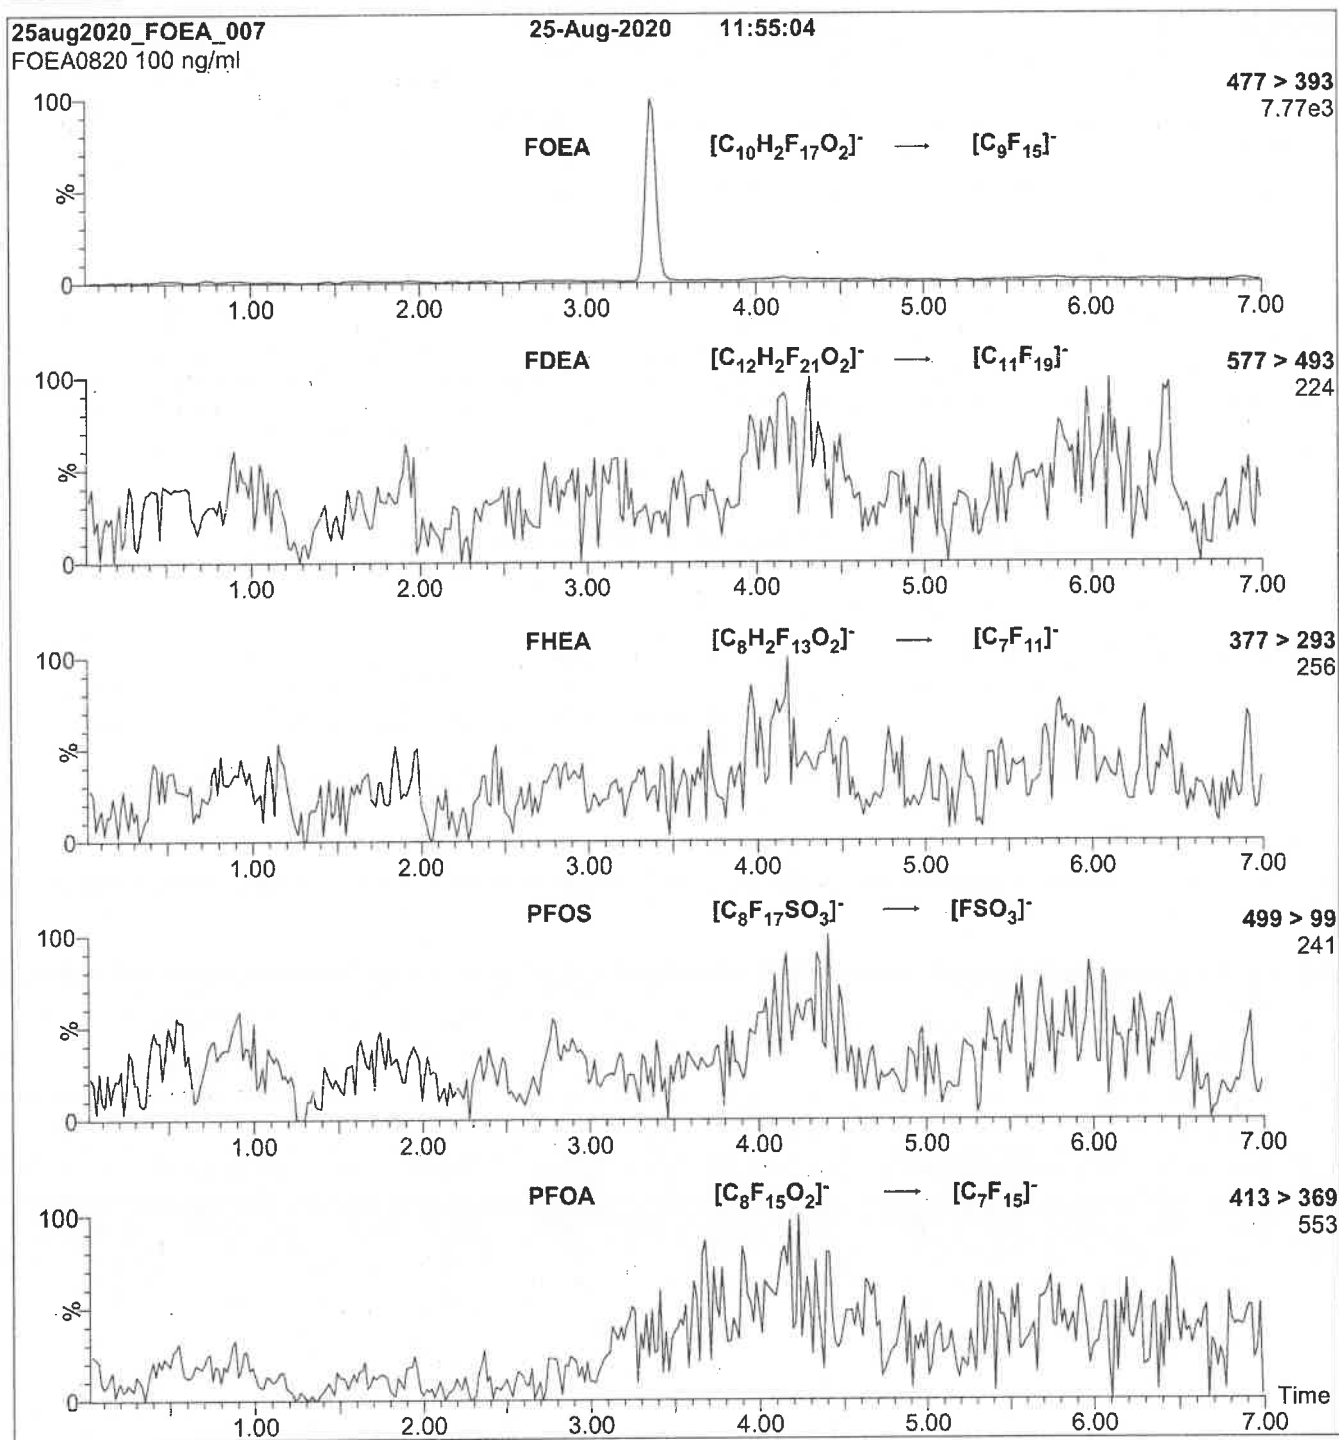 25aug2020_FOEA_007 25-Aug-2020 11:55:04
FOEA0820 100 ng/ml
477 > 393
7.77e3
FOEA [C₁₀H₂F₁₇O₂]⁻ → [C₉F₁₅]⁻
100
%
0
1.00 2.00 3.00 4.00 5.00 6.00 7.00
FDEA [C₁₂H₂F₂₁O₂]⁻ → [C₁₁F₁₉]⁻ 577 > 493
224
100
%
0
1.00 2.00 3.00 4.00 5.00 6.00 7.00
FHEA [C₈H₂F₁₃O₂]⁻ → [C₇F₁₁]⁻ 377 > 293
256
100
%
0
1.00 2.00 3.00 4.00 5.00 6.00 7.00
PFOS [C₈F₁₇SO₃]⁻ → [FSO₃]⁻ 499 > 99
241
100
%
0
1.00 2.00 3.00 4.00 5.00 6.00 7.00
PFOA [C₈F₁₅O₂]⁻ → [C₇F₁₅]⁻ 413 > 369
553
100
%
0
Time
1.00 2.00 3.00 4.00 5.00 6.00 7.00